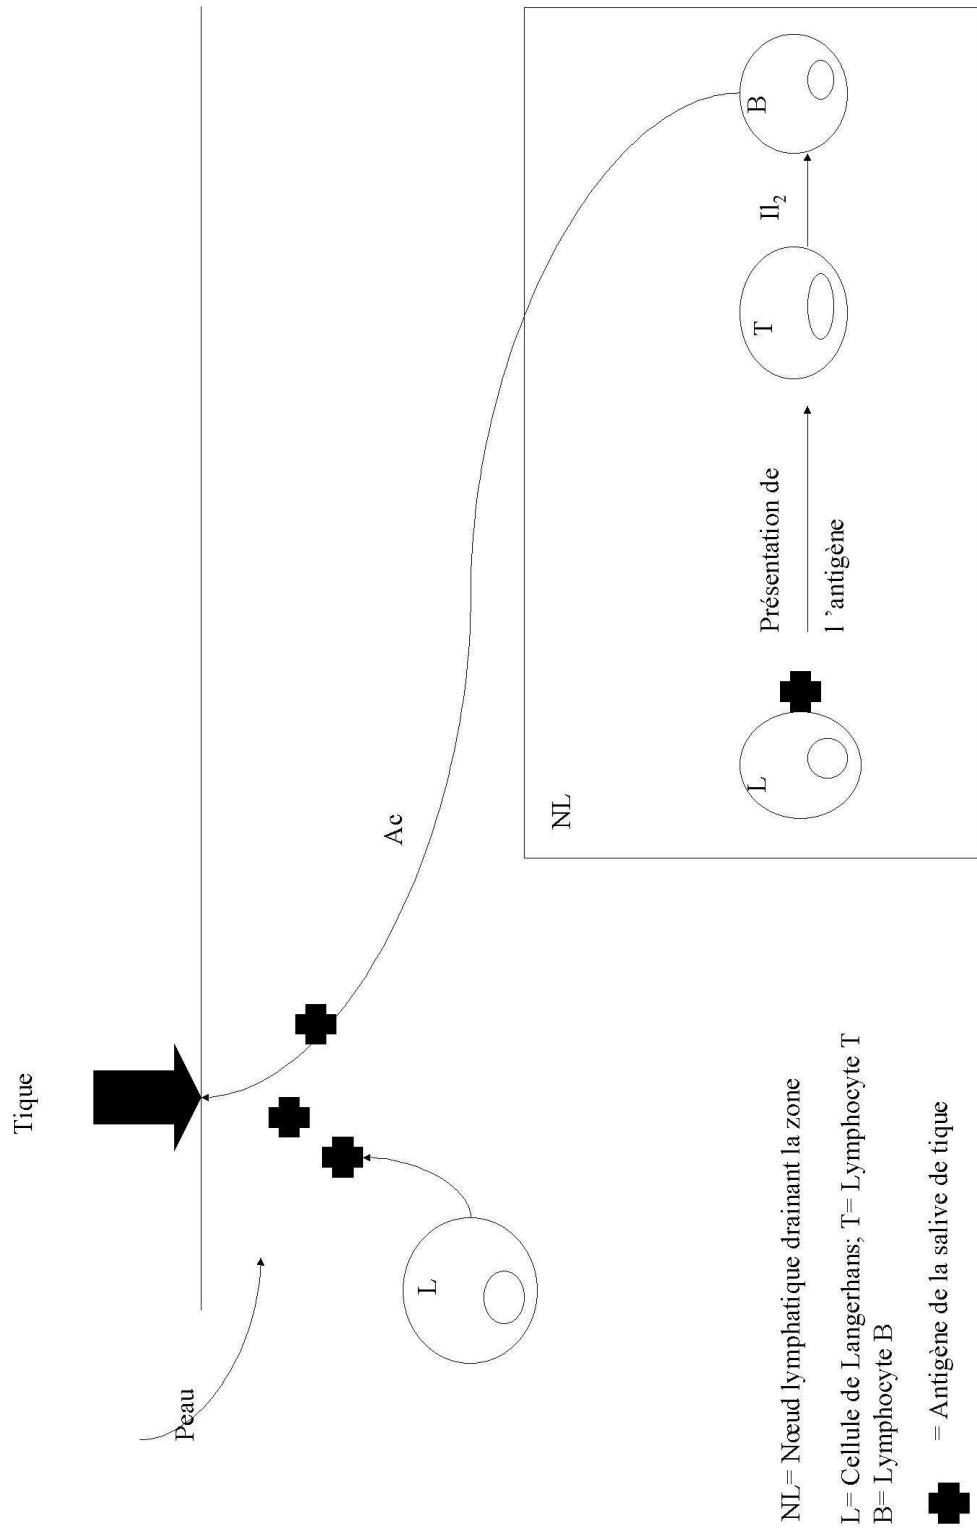 Tique
Peau
L
Ac
NL
L
Présentation de
l 'antigène
T
Il2
B
NL= Nœud lymphatique drainant la zone
L= Cellule de Langerhans; T= Lymphocyte T
B= Lymphocyte B
= Antigène de la salive de tique